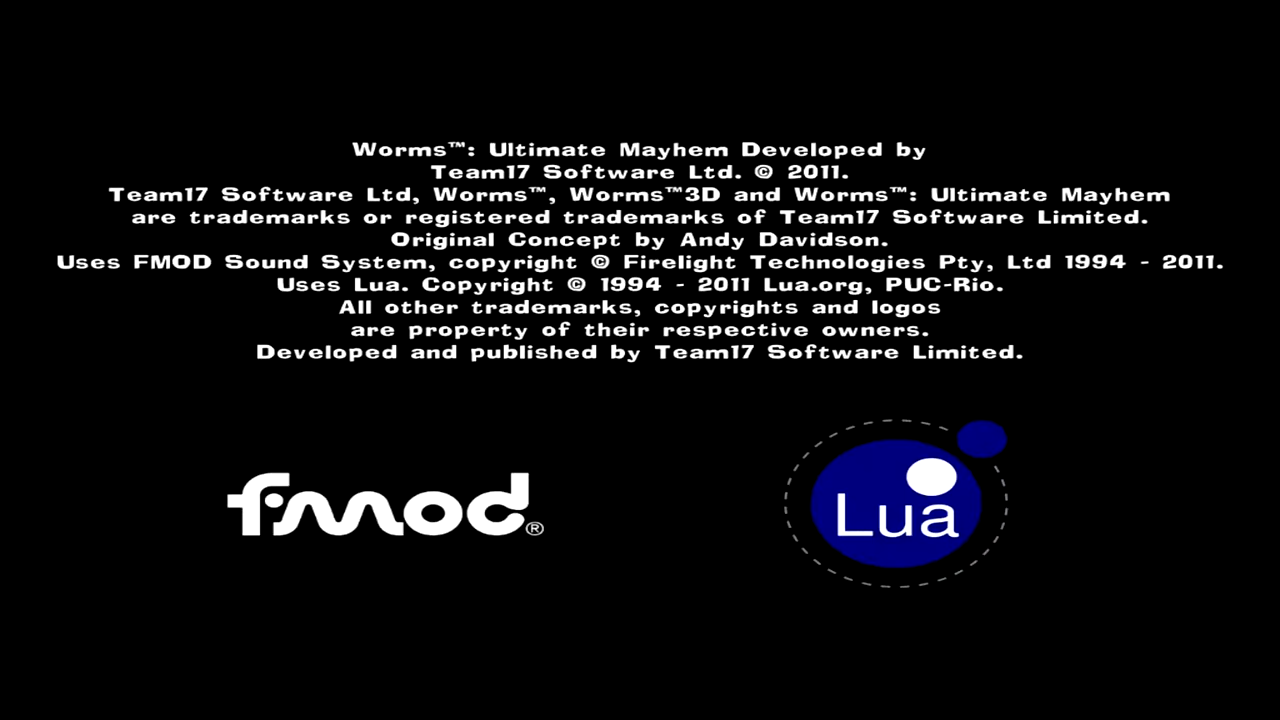 Worms™: Ultimate Mayhem Developed by
Team17 Software Ltd. © 2011.
Team17 Software Ltd, Worms™, Worms™3D and Worms™: Ultimate Mayhem
are trademarks or registered trademarks of Team17 Software Limited.
Original Concept by Andy Davidson.
Uses FMOD Sound System, copyright © Firelight Technologies Pty, Ltd 1994 - 2011.
Uses Lua. Copyright © 1994 - 2011 Lua.org, PUC-Rio.
All other trademarks, copyrights and logos
are property of their respective owners.
Developed and published by Team17 Software Limited.
fmod®
Lua